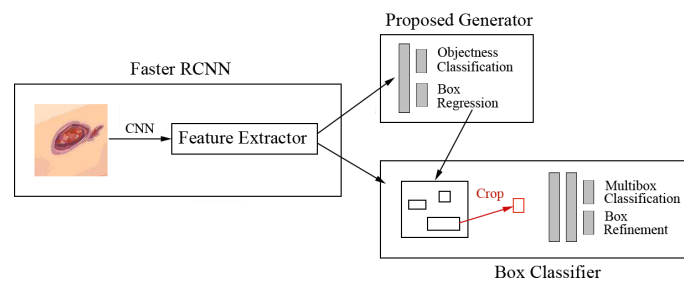 Proposed Generator
Objectness
Classification
Box
Regression
Faster RCNN
CNN
Feature Extractor
Crop
Multibox
Classification
Box
Refinement
Box Classifier